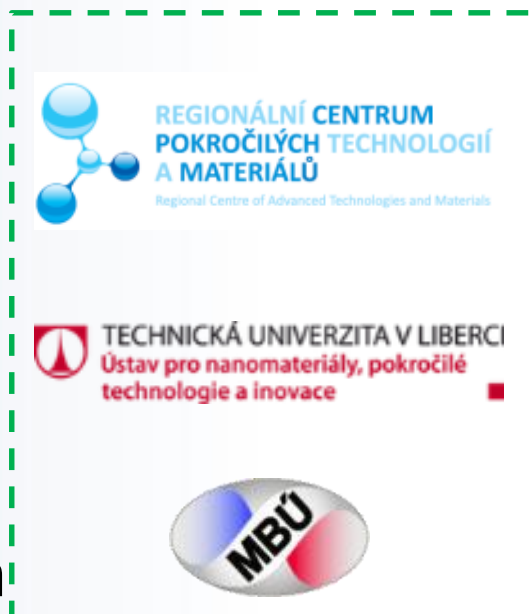 REGIONÁLNÍ CENTRUM
POKROČILÝCH TECHNOLOGIÍ
A MATERIÁLŮ
Regional Centre of Advanced Technologies and Materials
TECHNICKÁ UNIVERZITA V LIBERCI
Ústav pro nanomateriály, pokročilé
technologie a inovace
MBÚ